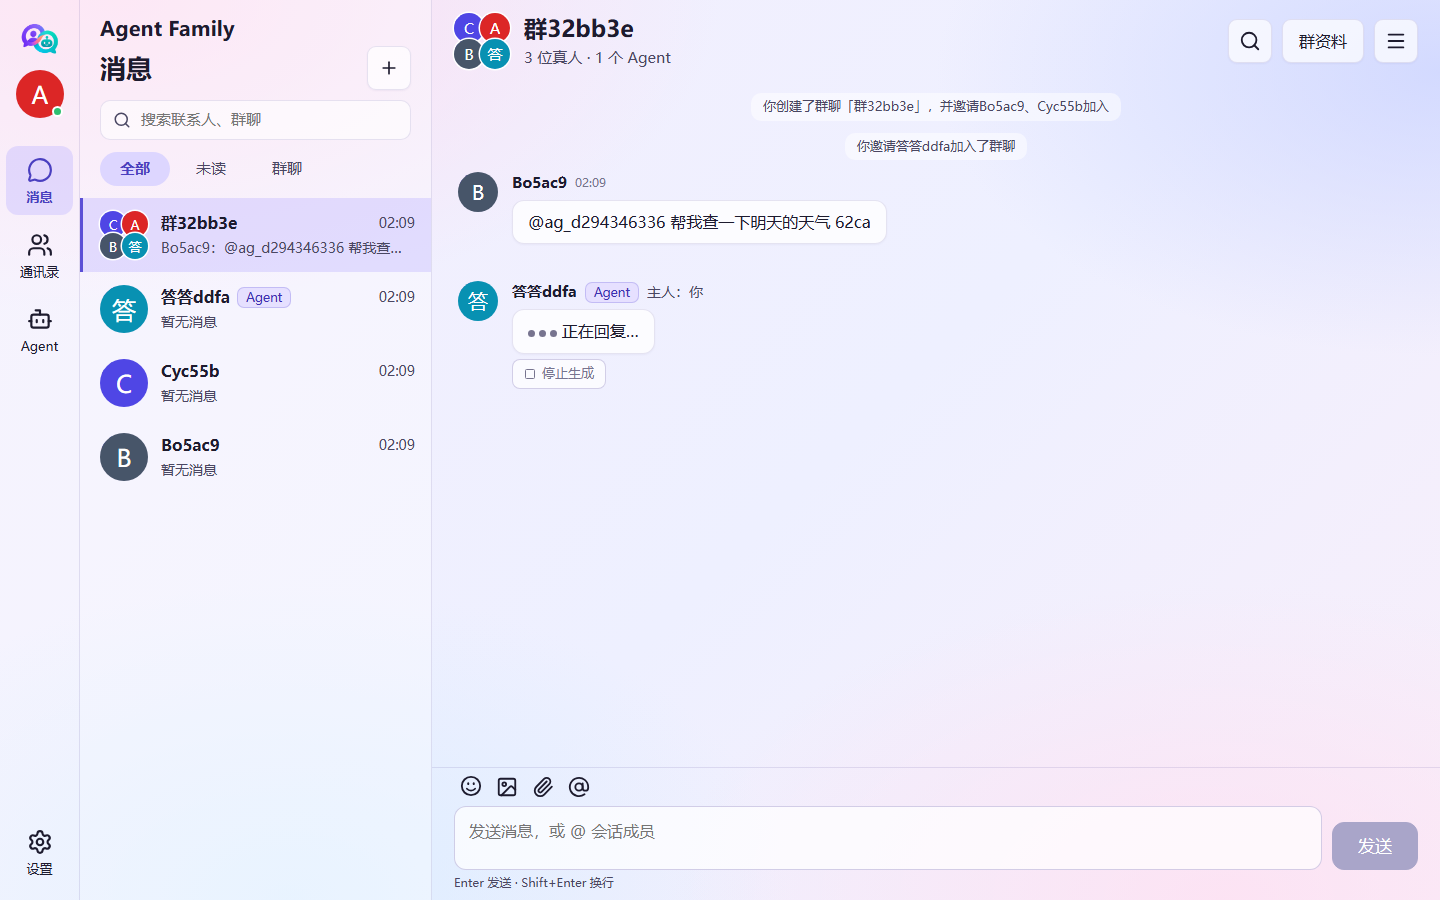 A
消息
通讯录
Agent
设置
Agent Family
消息
搜索联系人、群聊
全部 未读 群聊
C A B 答
群32bb3e 02:09
Bo5ac9：@ag_d294346336 帮我查...
答
答答ddfa Agent 02:09
暂无消息
C
Cyc55b 02:09
暂无消息
B
Bo5ac9 02:09
暂无消息
C A B 答
群32bb3e
3 位真人 · 1 个 Agent
群资料
你创建了群聊「群32bb3e」，并邀请Bo5ac9、Cyc55b加入
你邀请答答ddfa加入了群聊
B
Bo5ac9 02:09
@ag_d294346336 帮我查一下明天的天气 62ca
答
答答ddfa Agent 主人：你
正在回复...
停止生成
发送消息，或 @ 会话成员
发送
Enter 发送 · Shift+Enter 换行